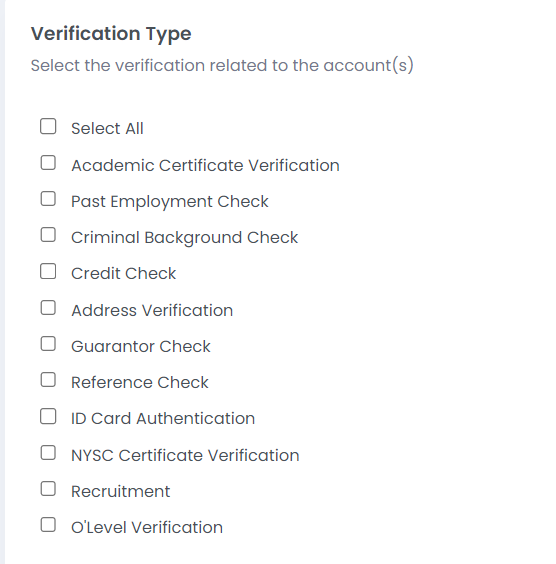 Verification Type
Select the verification related to the account(s)
Select All
Academic Certificate Verification
Past Employment Check
Criminal Background Check
Credit Check
Address Verification
Guarantor Check
Reference Check
ID Card Authentication
NYSC Certificate Verification
Recruitment
O'Level Verification